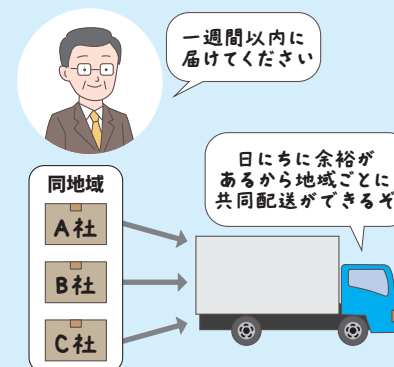 一週間以内に
届けてください
日にちに余裕が
あるから地域ごとに
共同配送ができるぞ
同地域
A社
B社
C社